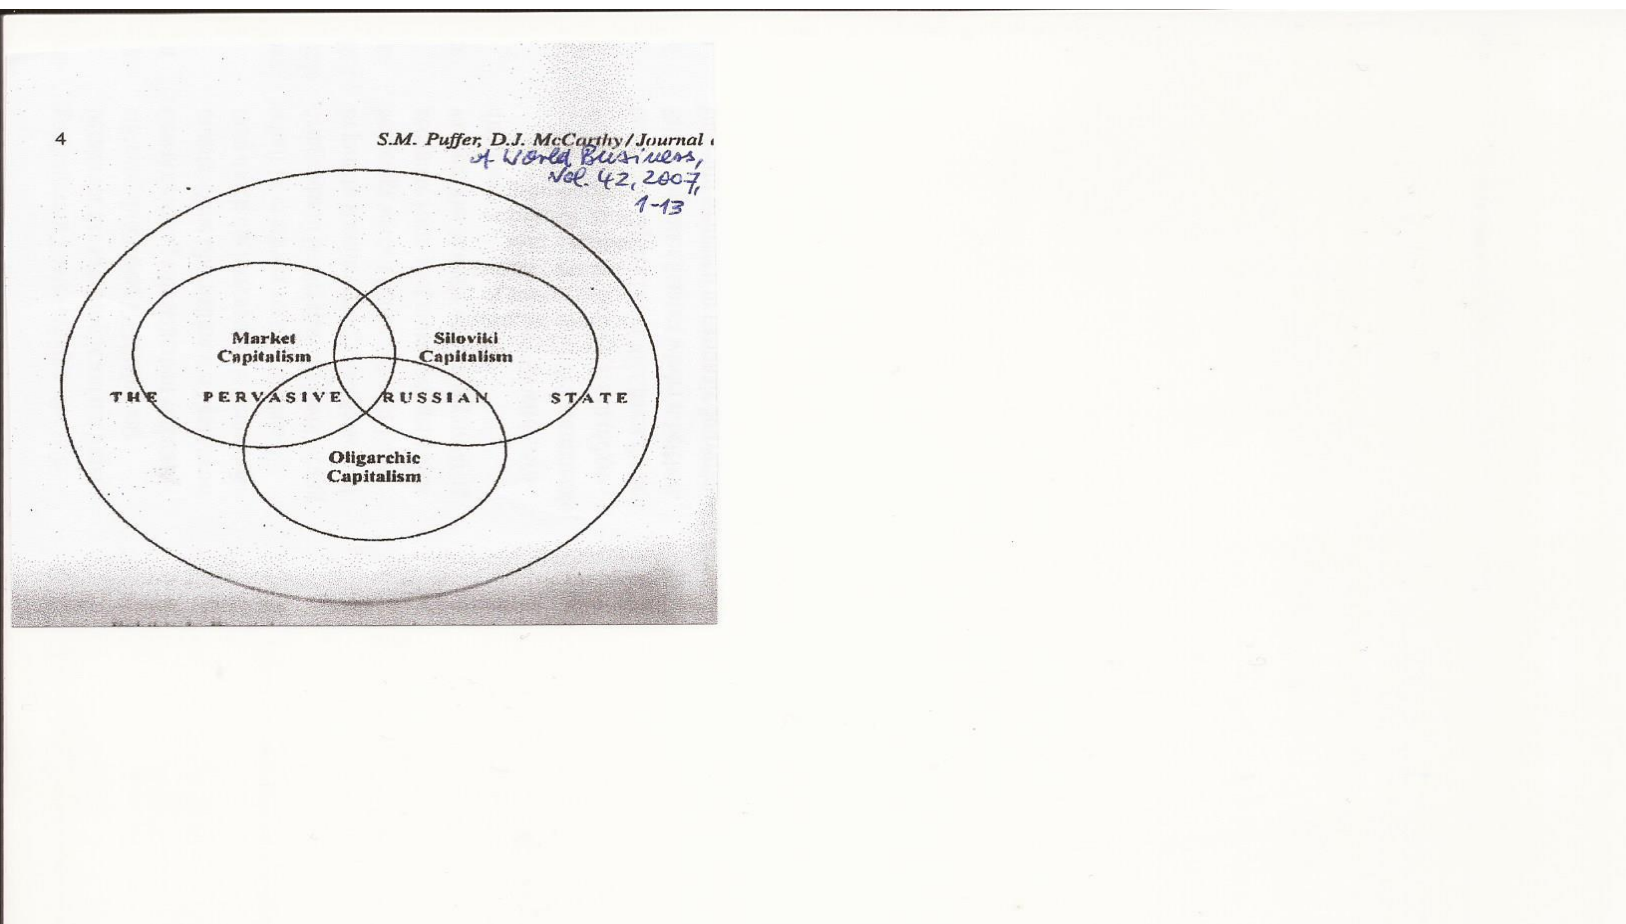 4
S.M. Puffer, D.J. McCarthy / Journal
of World Business,
Vol. 42, 2007,
1-13
Market
Capitalism
Siloviki
Capitalism
THE PERVASIVE RUSSIAN STATE
Oligarchic
Capitalism